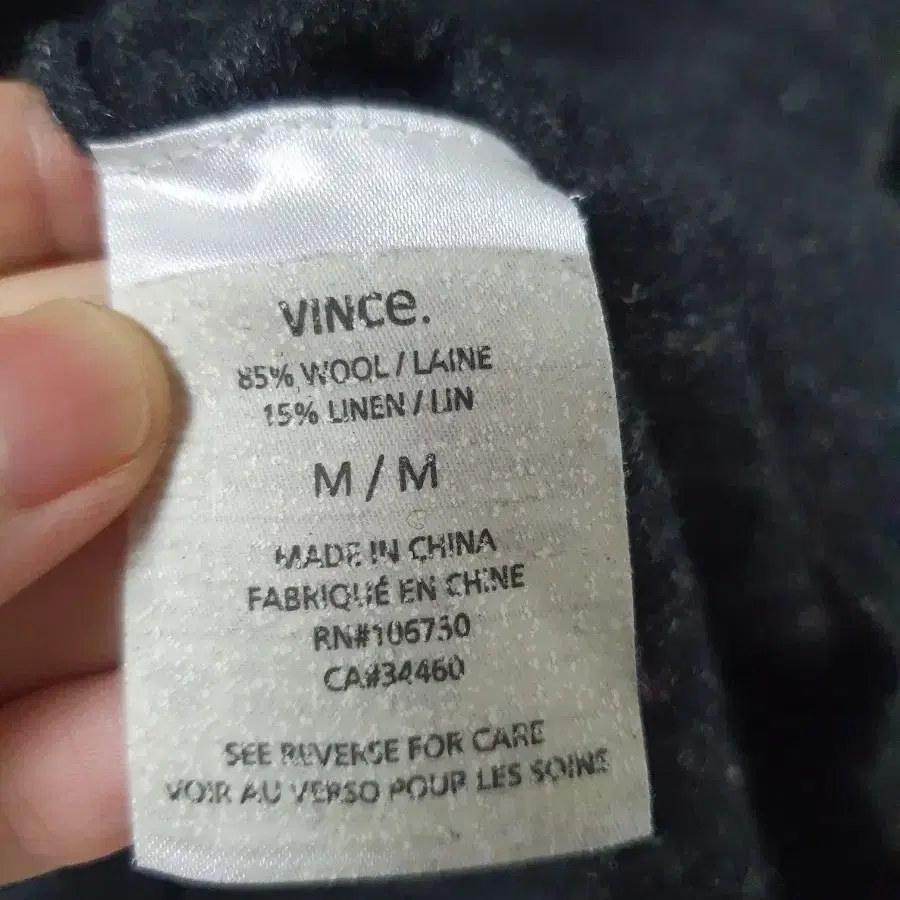 VINCE.
85% WOOL / LAINE
15% LINEN / LIN
M / M
MADE IN CHINA
FABRIQUÉ EN CHINE
RN#106730
CA#34460
SEE REVERSE FOR CARE
VOIR AU VERSO POUR LES SOINS